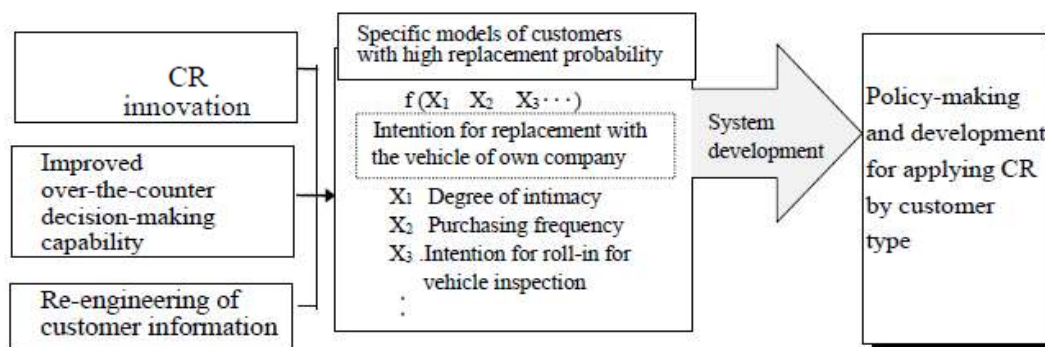 CR
innovation
Improved
over-the-counter
decision-making
capability
Re-engineering of
customer information
Specific models of customers
with high replacement probability
f (X1 X2 X3···)
Intention for replacement with
the vehicle of own company
X1 Degree of intimacy
X2 Purchasing frequency
X3 .Intention for roll-in for
vehicle inspection
:
System
development
Policy-making
and development
for applying CR
by customer
type